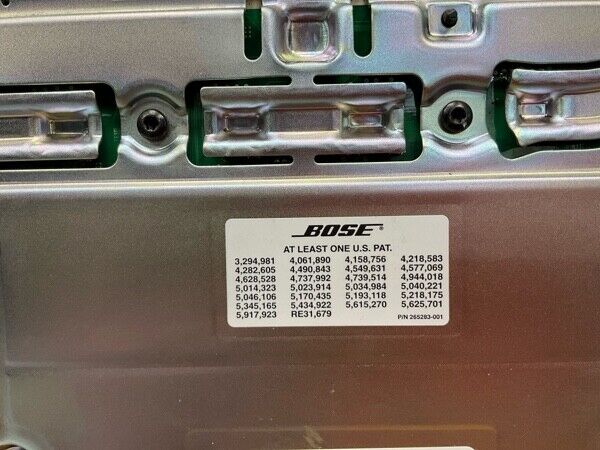 BOSE®
AT LEAST ONE U.S. PAT.
3,294,981 4,061,890 4,158,756 4,218,583
4,282,605 4,490,843 4,549,631 4,577,069
4,628,528 4,737,992 4,739,514 4,944,018
5,014,323 5,023,914 5,034,984 5,040,221
5,046,106 5,170,435 5,193,118 5,218,175
5,345,165 5,434,922 5,615,270 5,625,701
5,917,923 RE31,679 P/N 265283-001